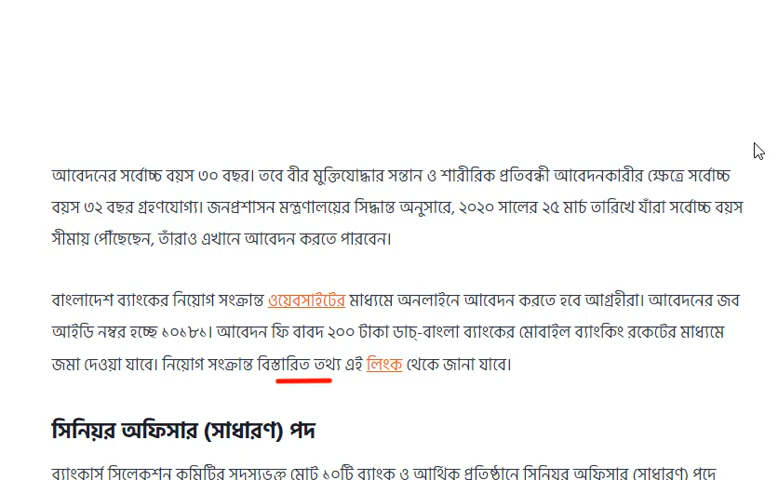 আবেদনের সর্বোচ্চ বয়স ৩০ বছর। তবে বীর মুক্তিযোদ্ধার সন্তান ও শারীরিক প্রতিবন্ধী আবেদনকারীর ক্ষেত্রে সর্বোচ্চ
বয়স ৩২ বছর গ্রহণযোগ্য। জনপ্রশাসন মন্ত্রণালয়ের সিদ্ধান্ত অনুসারে, ২০২০ সালের ২৫ মার্চ তারিখে যাঁরা সর্বোচ্চ বয়স
সীমায় পৌঁছেছেন, তাঁরাও এখানে আবেদন করতে পারবেন।
বাংলাদেশ ব্যাংকের নিয়োগ সংক্রান্ত ওয়েবসাইটের মাধ্যমে অনলাইনে আবেদন করতে হবে আগ্রহীরা। আবেদনের জব
আইডি নম্বর হচ্ছে ১০১৮১। আবেদন ফি বাবদ ২০০ টাকা ডাচ্-বাংলা ব্যাংকের মোবাইল ব্যাংকিং রকেটের মাধ্যমে
জমা দেওয়া যাবে। নিয়োগ সংক্রান্ত বিস্তারিত তথ্য এই লিংক থেকে জানা যাবে।
সিনিয়র অফিসার (সাধারণ) পদ
ব্যাংকার্স সিলেকশন কমিটির সদস্যভুক্ত মোট ১০টি ব্যাংক ও আর্থিক প্রতিষ্ঠানে সিনিয়র অফিসার (সাধারণ) পদে